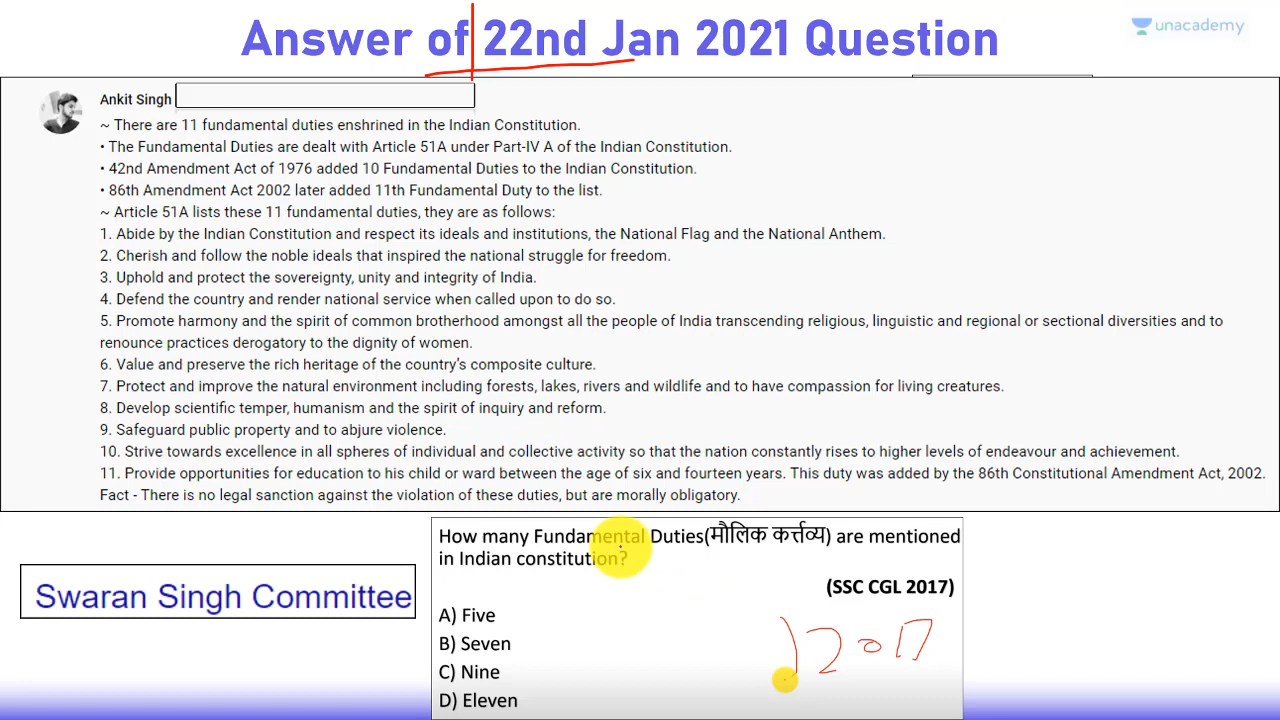 Answer of 22nd Jan 2021 Question
unacademy
Ankit Singh
~ There are 11 fundamental duties enshrined in the Indian Constitution.
• The Fundamental Duties are dealt with Article 51A under Part-IV A of the Indian Constitution.
• 42nd Amendment Act of 1976 added 10 Fundamental Duties to the Indian Constitution.
• 86th Amendment Act 2002 later added 11th Fundamental Duty to the list.
~ Article 51A lists these 11 fundamental duties, they are as follows:
1. Abide by the Indian Constitution and respect its ideals and institutions, the National Flag and the National Anthem.
2. Cherish and follow the noble ideals that inspired the national struggle for freedom.
3. Uphold and protect the sovereignty, unity and integrity of India.
4. Defend the country and render national service when called upon to do so.
5. Promote harmony and the spirit of common brotherhood amongst all the people of India transcending religious, linguistic and regional or sectional diversities and to
renounce practices derogatory to the dignity of women.
6. Value and preserve the rich heritage of the country's composite culture.
7. Protect and improve the natural environment including forests, lakes, rivers and wildlife and to have compassion for living creatures.
8. Develop scientific temper, humanism and the spirit of inquiry and reform.
9. Safeguard public property and to abjure violence.
10. Strive towards excellence in all spheres of individual and collective activity so that the nation constantly rises to higher levels of endeavour and achievement.
11. Provide opportunities for education to his child or ward between the age of six and fourteen years. This duty was added by the 86th Constitutional Amendment Act, 2002.
Fact - There is no legal sanction against the violation of these duties, but are morally obligatory.
How many Fundamental Duties(मौलिक कर्त्तव्य) are mentioned
in Indian constitution?
(SSC CGL 2017)
Swaran Singh Committee
A) Five
B) Seven
2017
C) Nine
D) Eleven